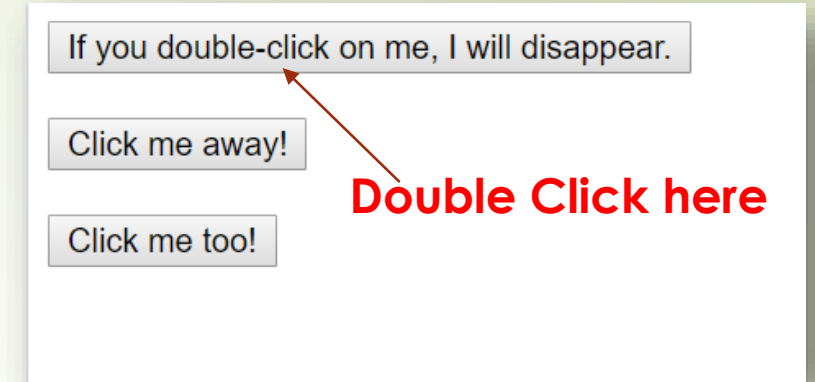 If you double-click on me, I will disappear.
Click me away!
Double Click here
Click me too!